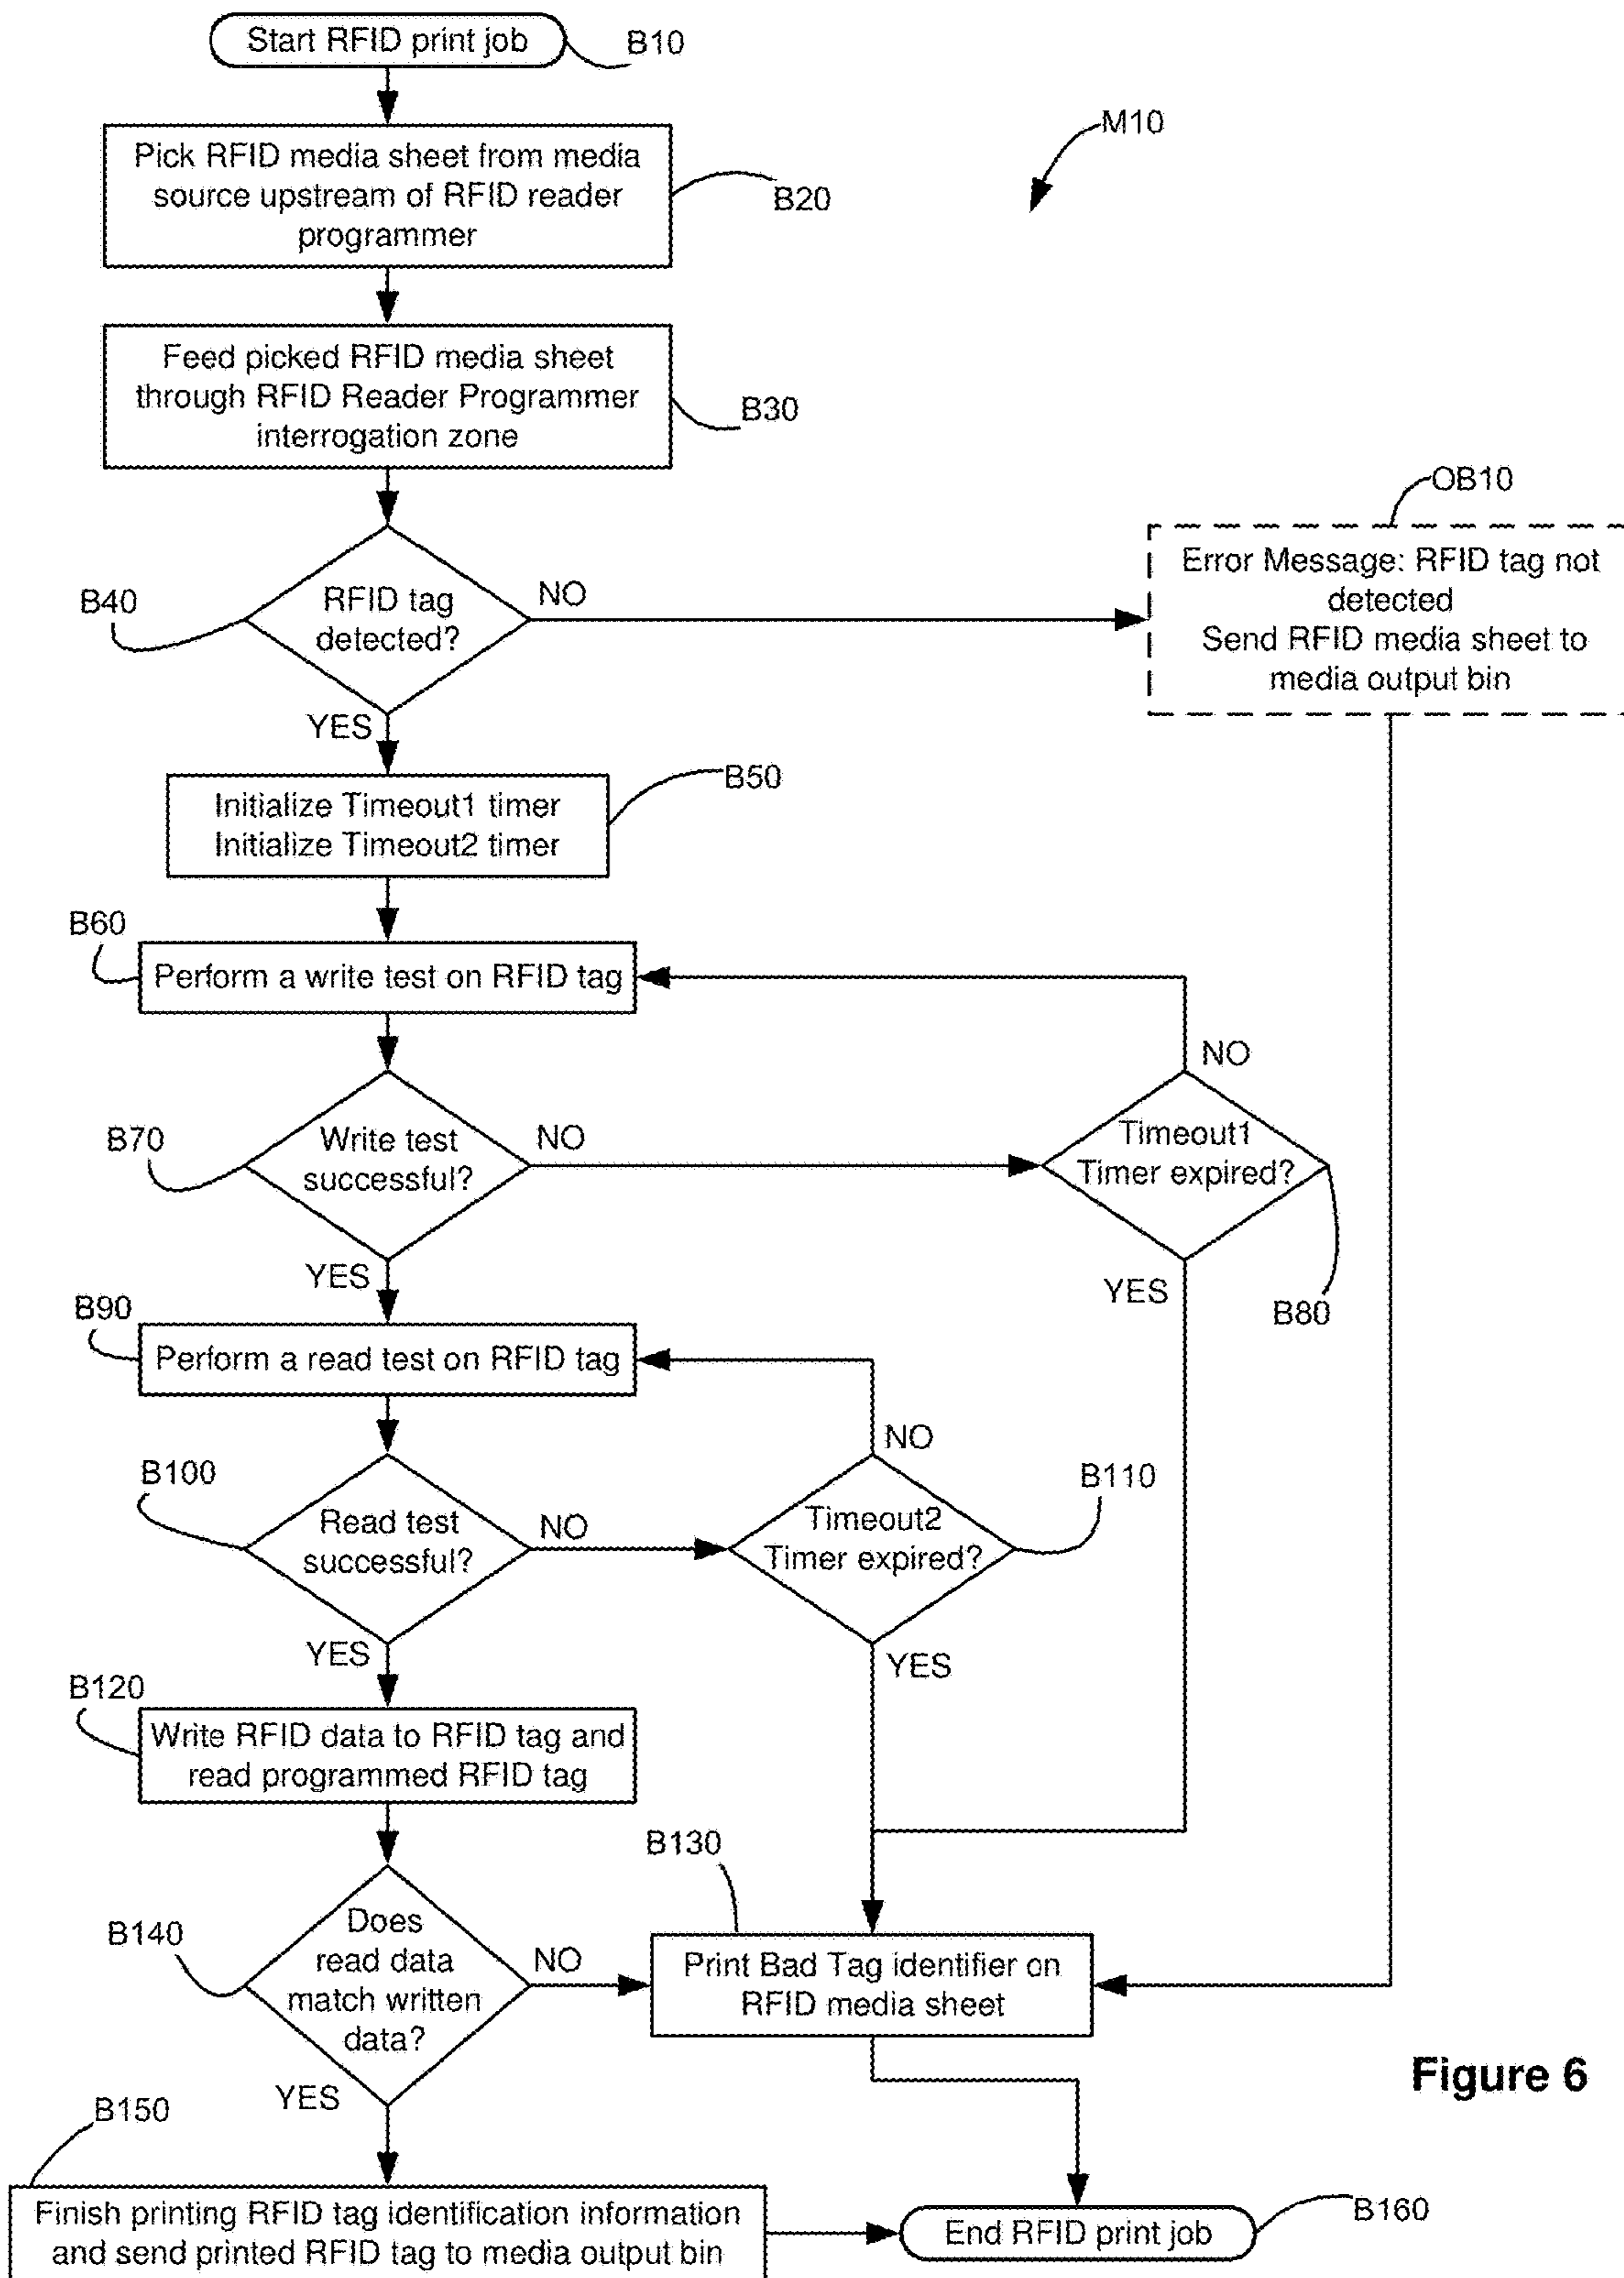 Start RFID print job
B10
M10
Pick RFID media sheet from media
source upstream of RFID reader
programmer
B20
Feed picked RFID media sheet
through RFID Reader Programmer
interrogation zone
B30
OB10
Error Message: RFID tag not
detected
Send RFID media sheet to
media output bin
B40
RFID tag
detected?
NO
YES
B50
Initialize Timeout1 timer
Initialize Timeout2 timer
B60
Perform a write test on RFID tag
NO
B70
Write test
successful?
NO
Timeout1
Timer expired?
YES
YES
B80
B90
Perform a read test on RFID tag
NO
B100
Read test
successful?
NO
Timeout2
Timer expired?
B110
YES
YES
B120
Write RFID data to RFID tag and
read programmed RFID tag
B130
B140
Does
read data
match written
data?
NO
Print Bad Tag identifier on
RFID media sheet
YES
Figure 6
B150
Finish printing RFID tag identification information
and send printed RFID tag to media output bin
End RFID print job
B160